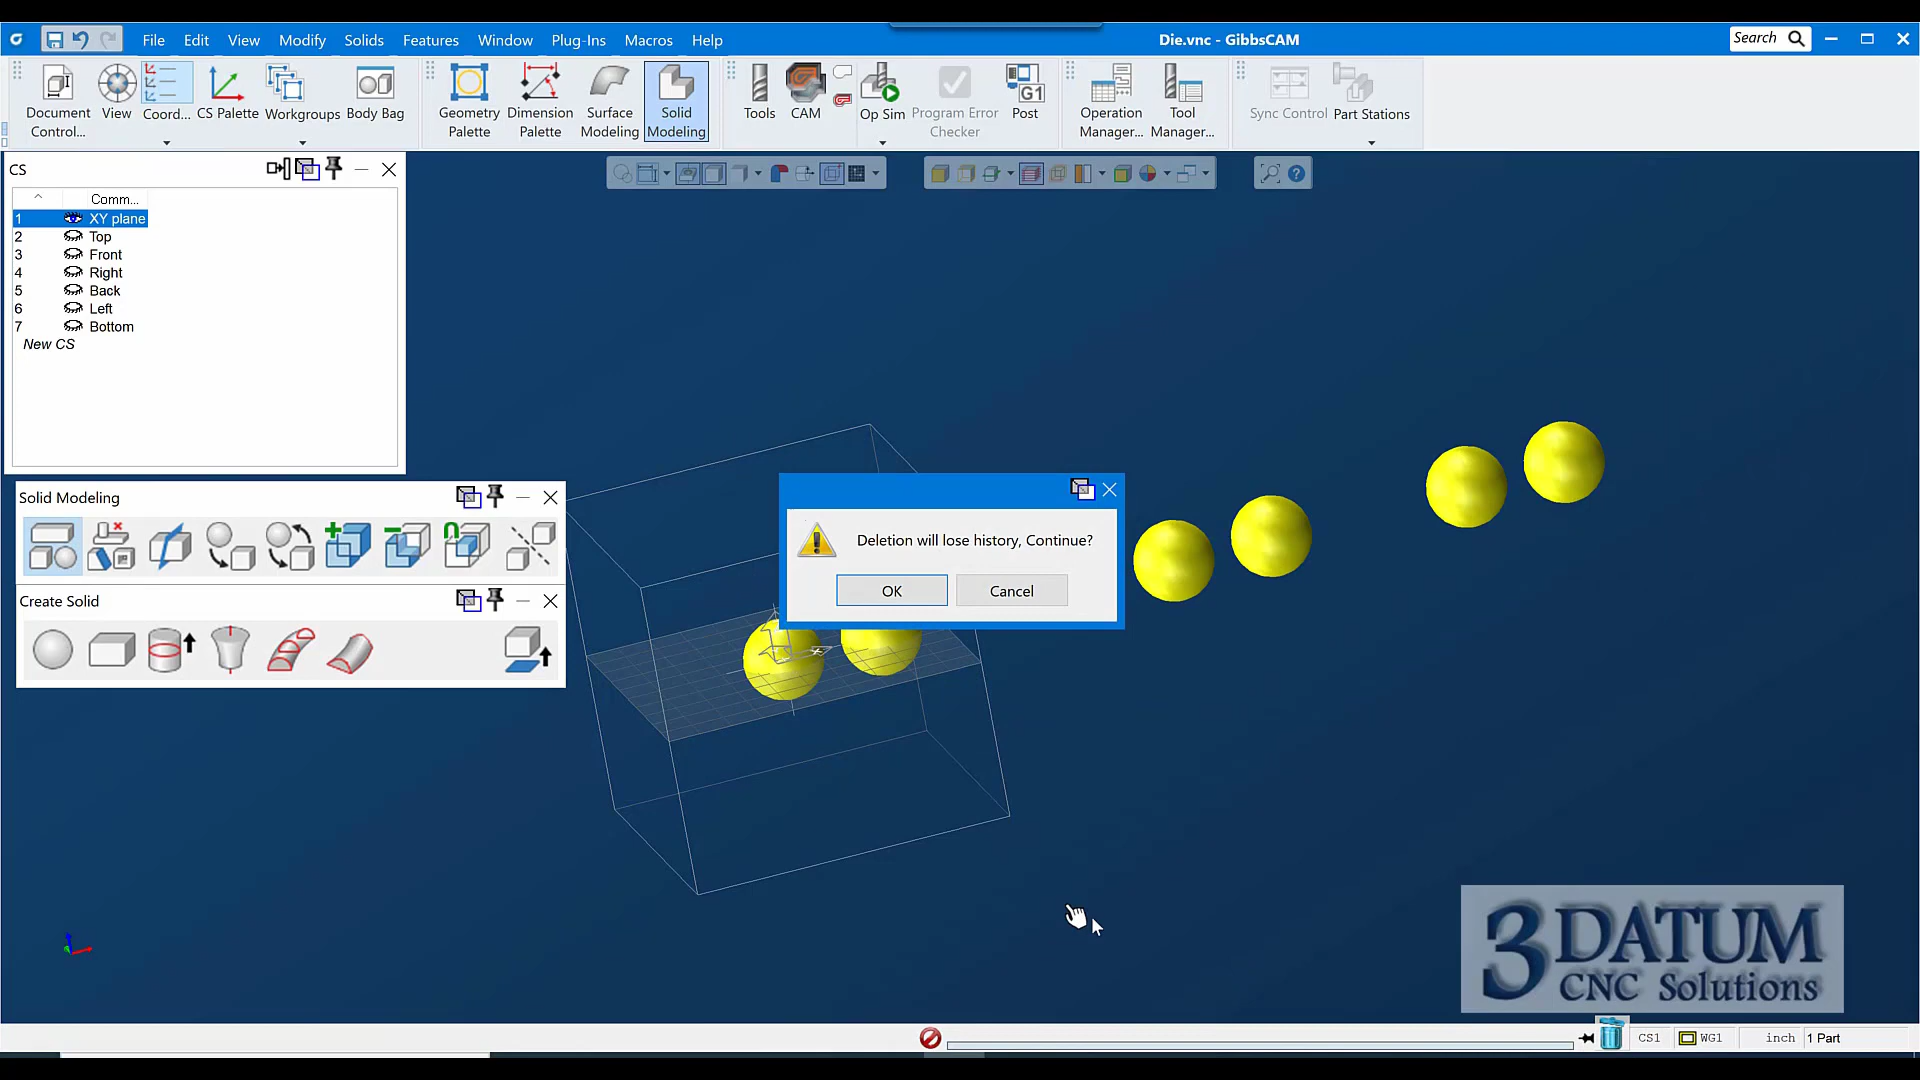 File Edit View Modify Solids Features Window Plug-Ins Macros Help
Die.vnc - GibbsCAM
Search
Document Control...
View
Coord...
CS Palette
Workgroups
Body Bag
Geometry Palette
Dimension Palette
Surface Modeling
Solid Modeling
Tools
CAM
Op Sim
Program Error Checker
G1
Post
Operation Manager...
Tool Manager...
Sync Control
Part Stations
CS
Comm...
1 XY plane
2 Top
3 Front
4 Right
5 Back
6 Left
7 Bottom
New CS
Solid Modeling
Create Solid
Deletion will lose history, Continue?
OK
Cancel
3DATUM
CNC Solutions
CS1
WG1
inch
1 Part